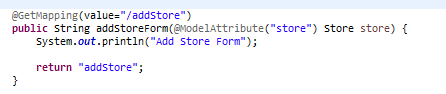 @GetMapping(value="/addStore")
public String addStoreForm(@ModelAttribute("store") Store store) {
System.out.println("Add Store Form");
return "addStore";
}